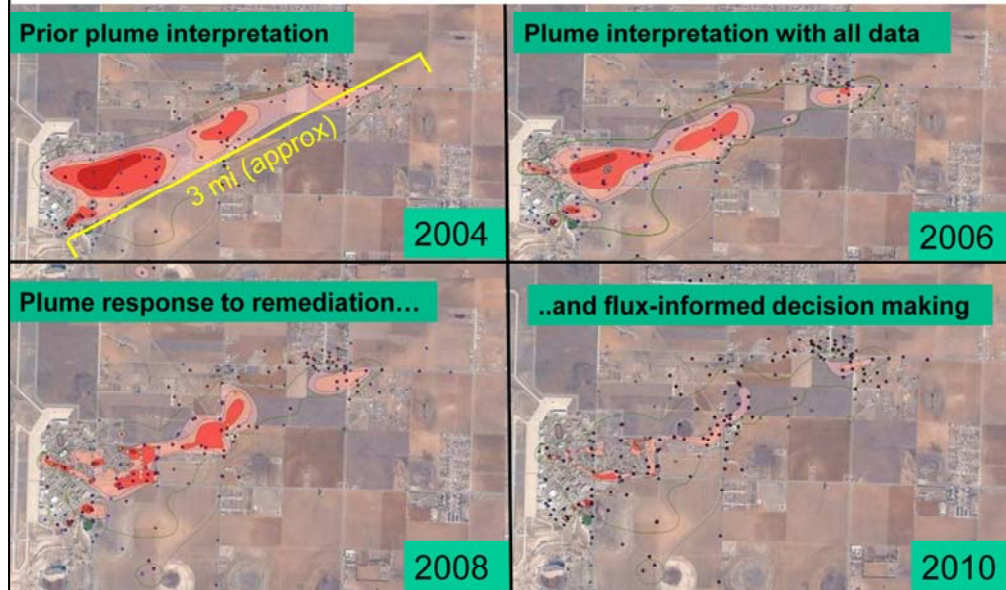 Prior plume interpretation
3 mi (approx)
2004
Plume interpretation with all data
2006
Plume response to remediation…
2008
..and flux-informed decision making
2010